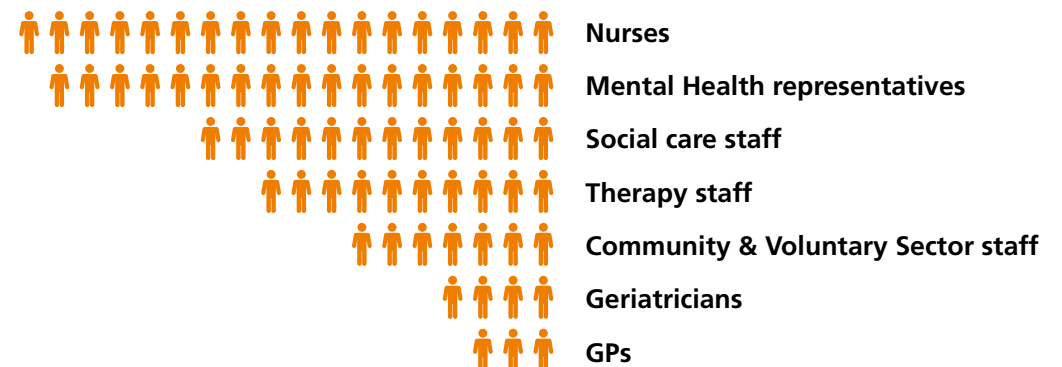 Nurses
Mental Health representatives
Social care staff
Therapy staff
Community & Voluntary Sector staff
Geriatricians
GPs